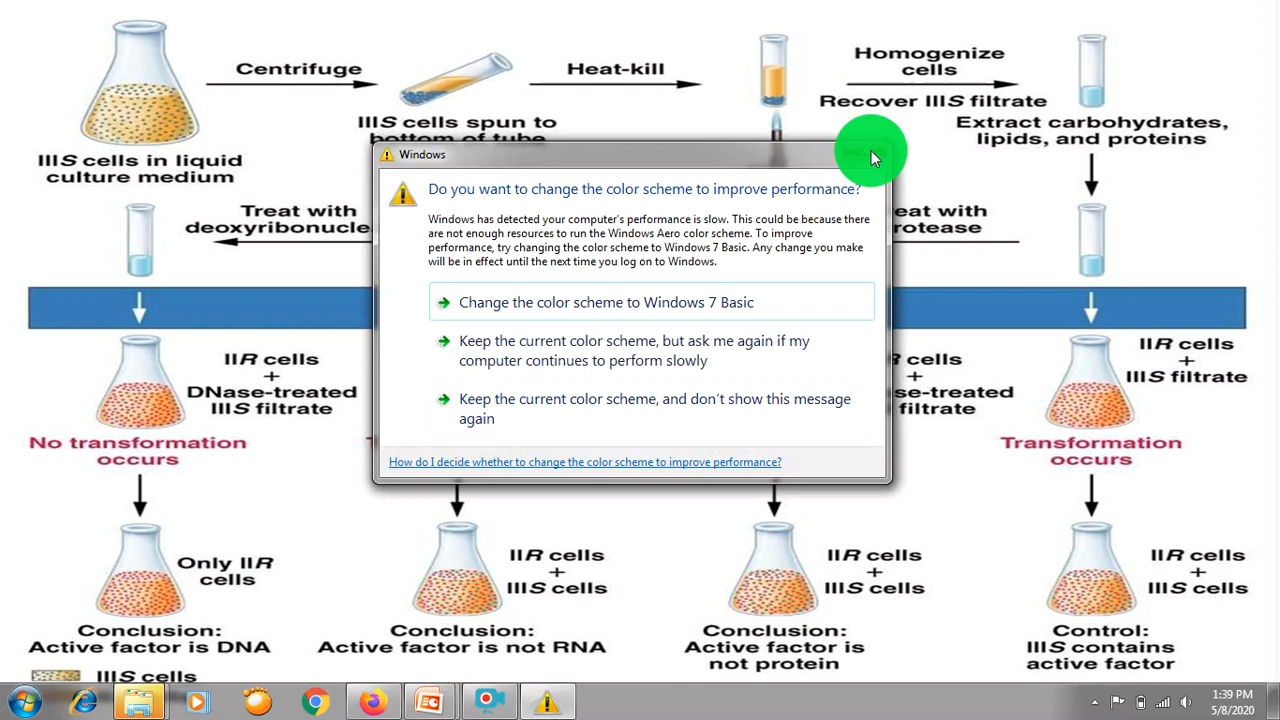 Centrifuge
Heat-kill
Homogenize
cells
Recover IIIS filtrate
IIIS cells spun to
bottom of tube
Extract carbohydrates,
lipids, and proteins
IIIS cells in liquid
culture medium
Treat with
deoxyribonucle
eat with
rotease
Windows
Do you want to change the color scheme to improve performance?
Windows has detected your computer's performance is slow. This could be because there
are not enough resources to run the Windows Aero color scheme. To improve
performance, try changing the color scheme to Windows 7 Basic. Any change you make
will be in effect until the next time you log on to Windows.
Change the color scheme to Windows 7 Basic
Keep the current color scheme, but ask me again if my
computer continues to perform slowly
Keep the current color scheme, and don't show this message
again
How do I decide whether to change the color scheme to improve performance?
IIR cells
+
DNase-treated
IIIS filtrate
cells
se-treated
filtrate
IIR cells
+
IIIS filtrate
No transformation
occurs
Transformation
occurs
Only IIR
cells
IIR cells
+
IIIS cells
IIR cells
+
IIIS cells
IIR cells
+
IIIS cells
Conclusion:
Active factor is DNA
Conclusion:
Active factor is not RNA
Conclusion:
Active factor is
not protein
Control:
IIIS contains
active factor
IIIS cells
1:39 PM
5/8/2020